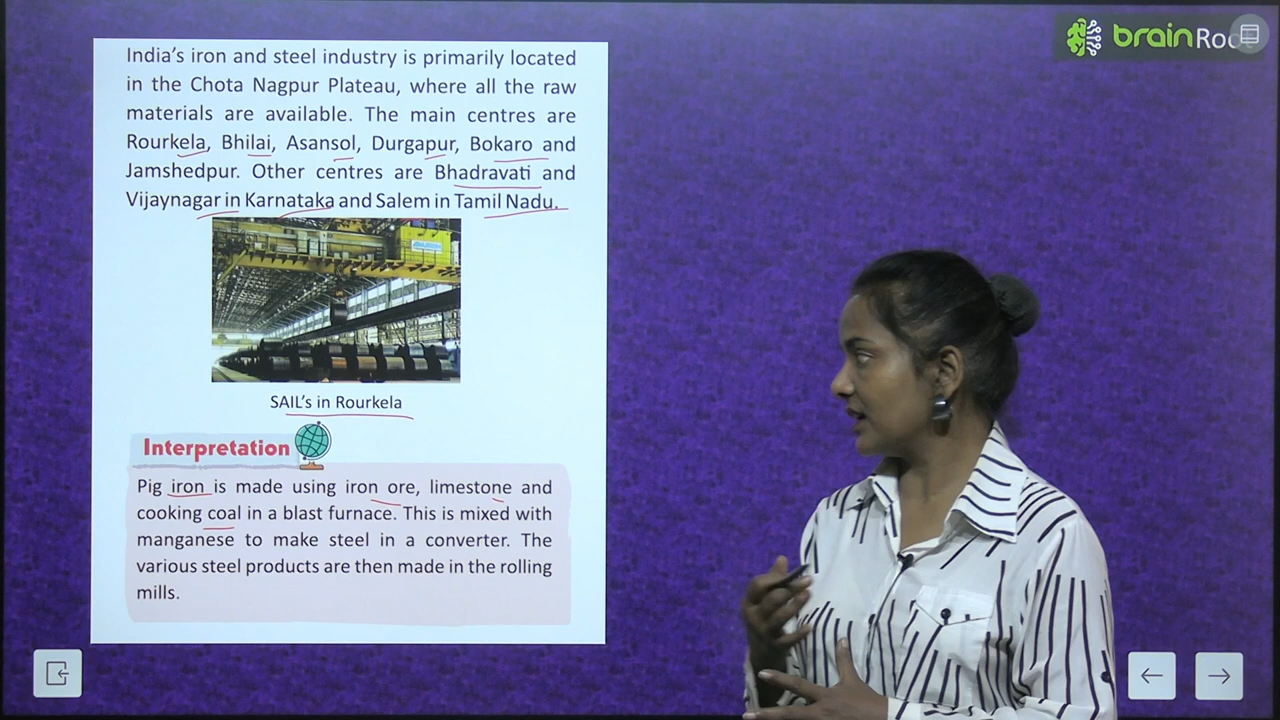 India's iron and steel industry is primarily located
in the Chota Nagpur Plateau, where all the raw
materials are available. The main centres are
Rourkela, Bhilai, Asansol, Durgapur, Bokaro and
Jamshedpur. Other centres are Bhadravati and
Vijaynagar in Karnataka and Salem in Tamil Nadu.
SAIL's in Rourkela
Interpretation
Pig iron is made using iron ore, limestone and
cooking coal in a blast furnace. This is mixed with
manganese to make steel in a converter. The
various steel products are then made in the rolling
mills.
brain